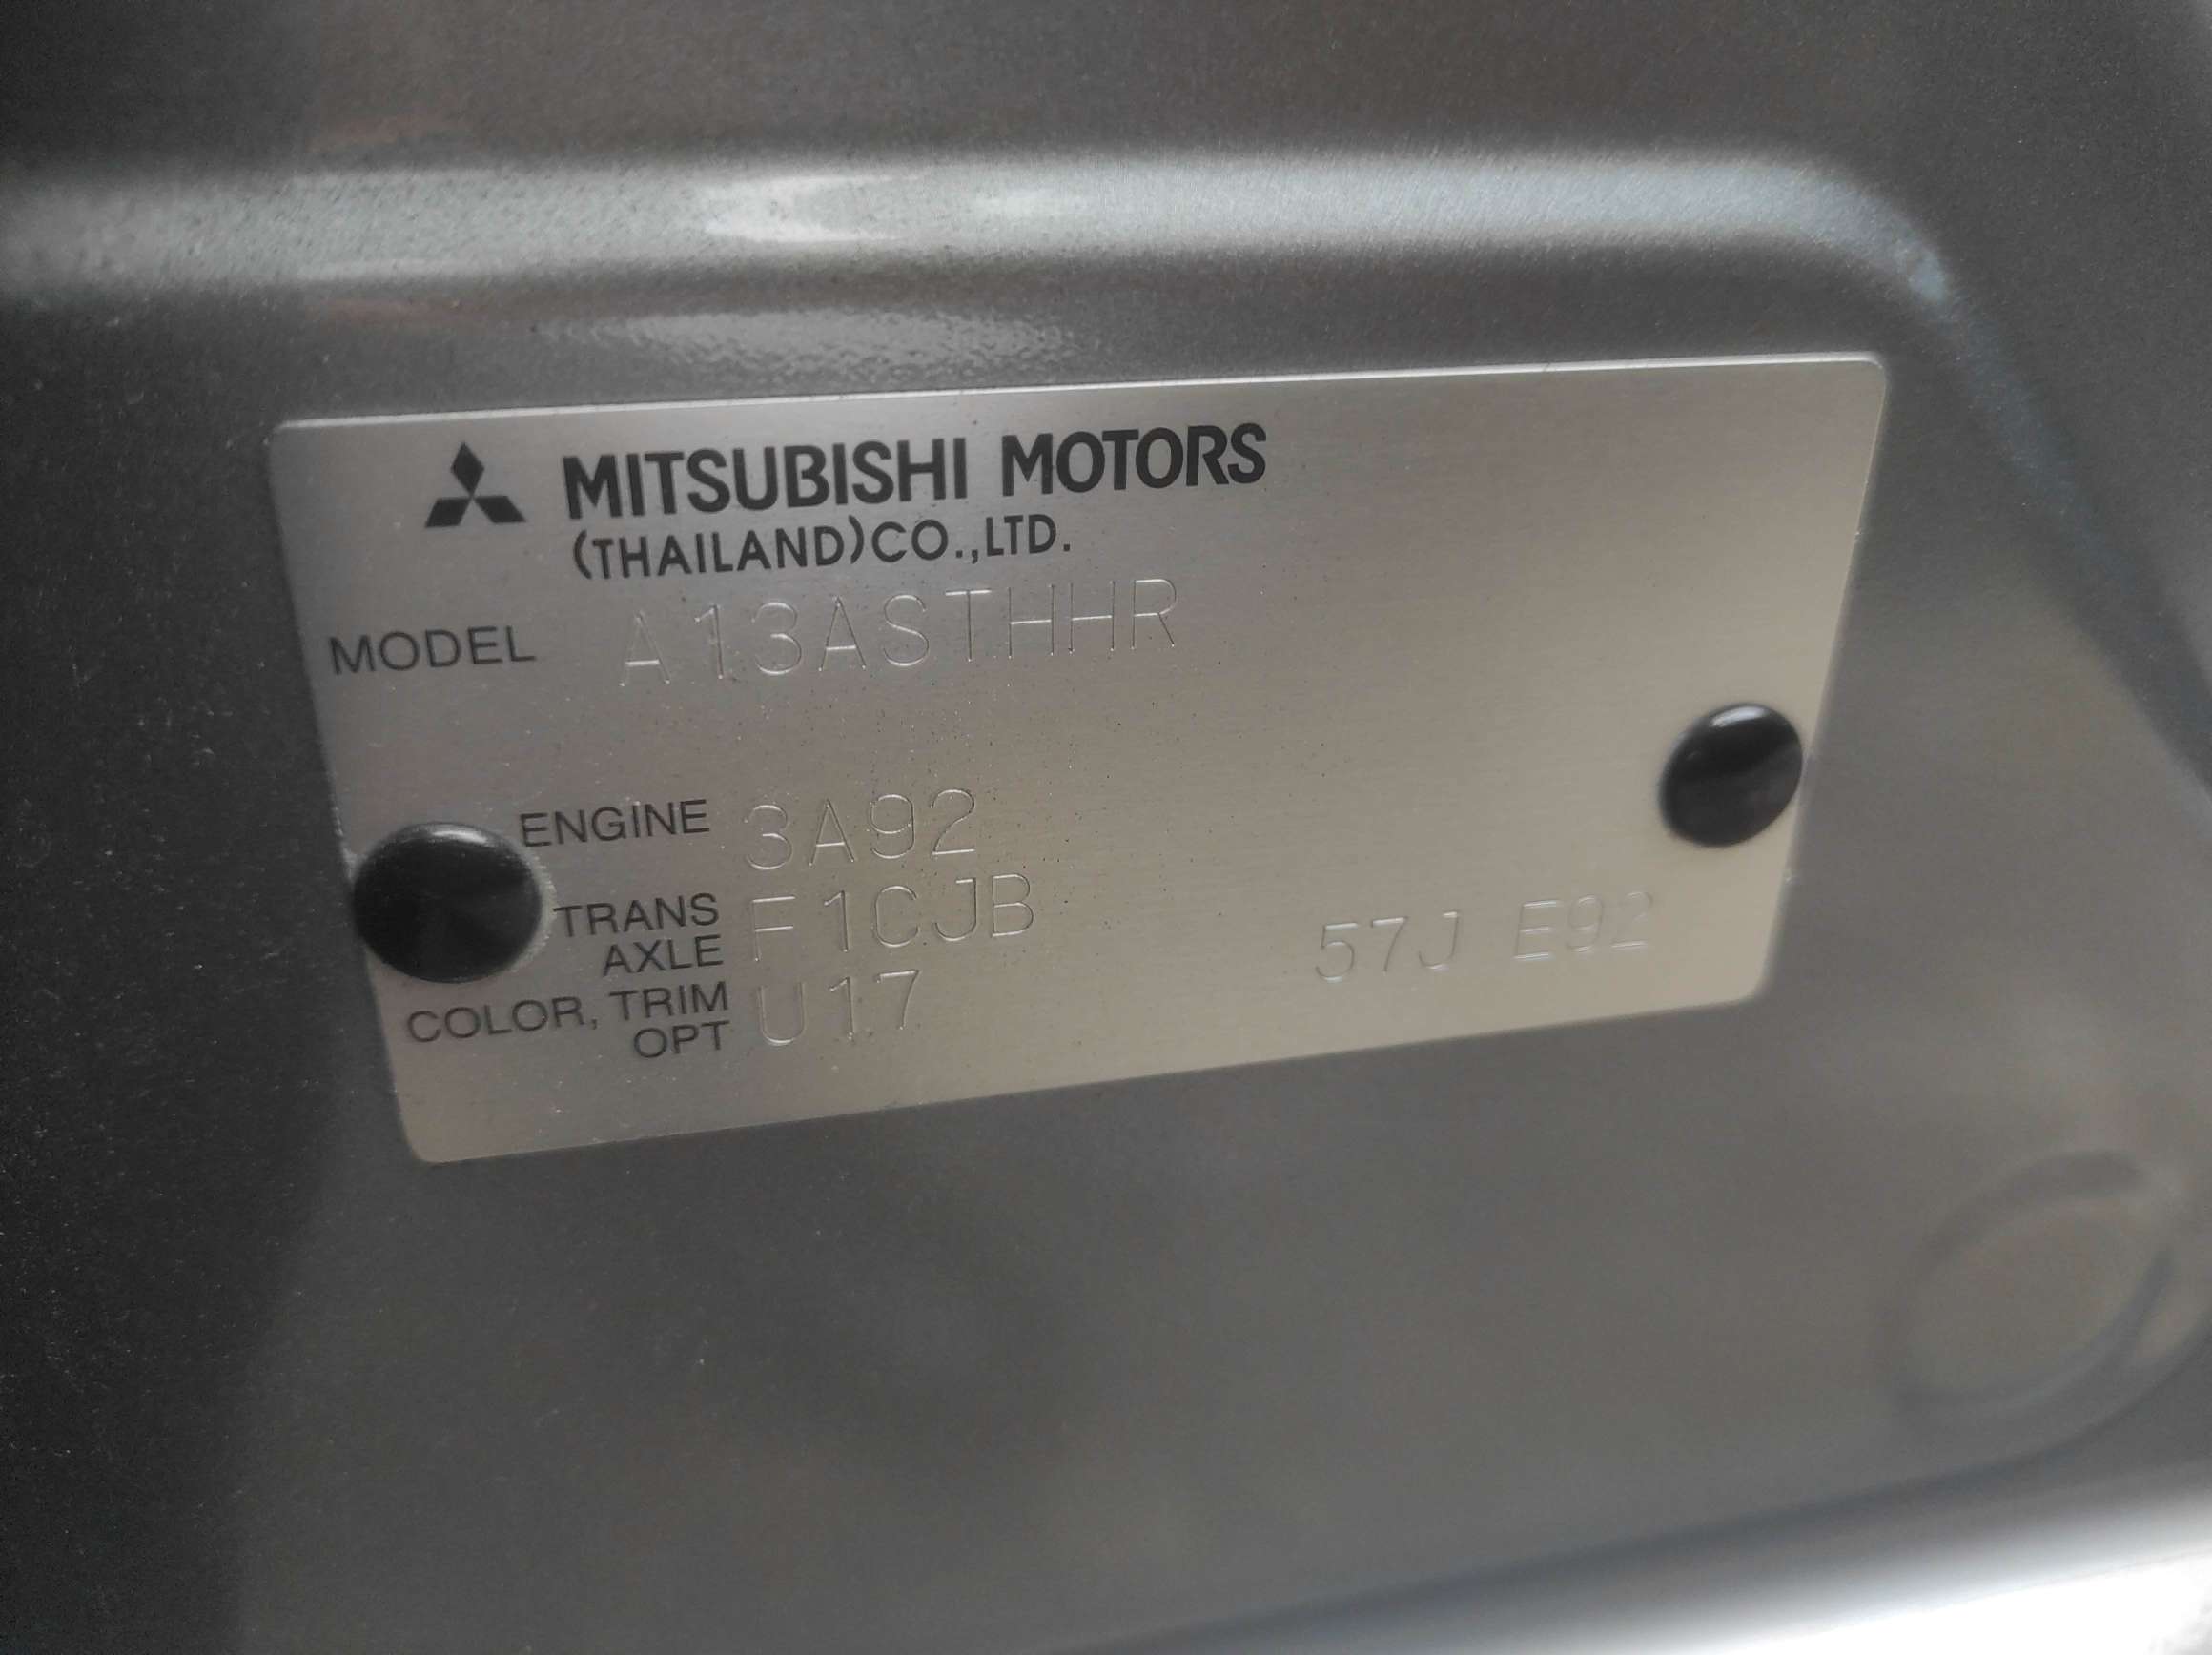 MITSUBISHI MOTORS
(THAILAND)CO.,LTD.
MODEL A13ASTHHR
ENGINE 3A92
TRANS AXLE F1CJB
COLOR, TRIM OPT U17 57J E92